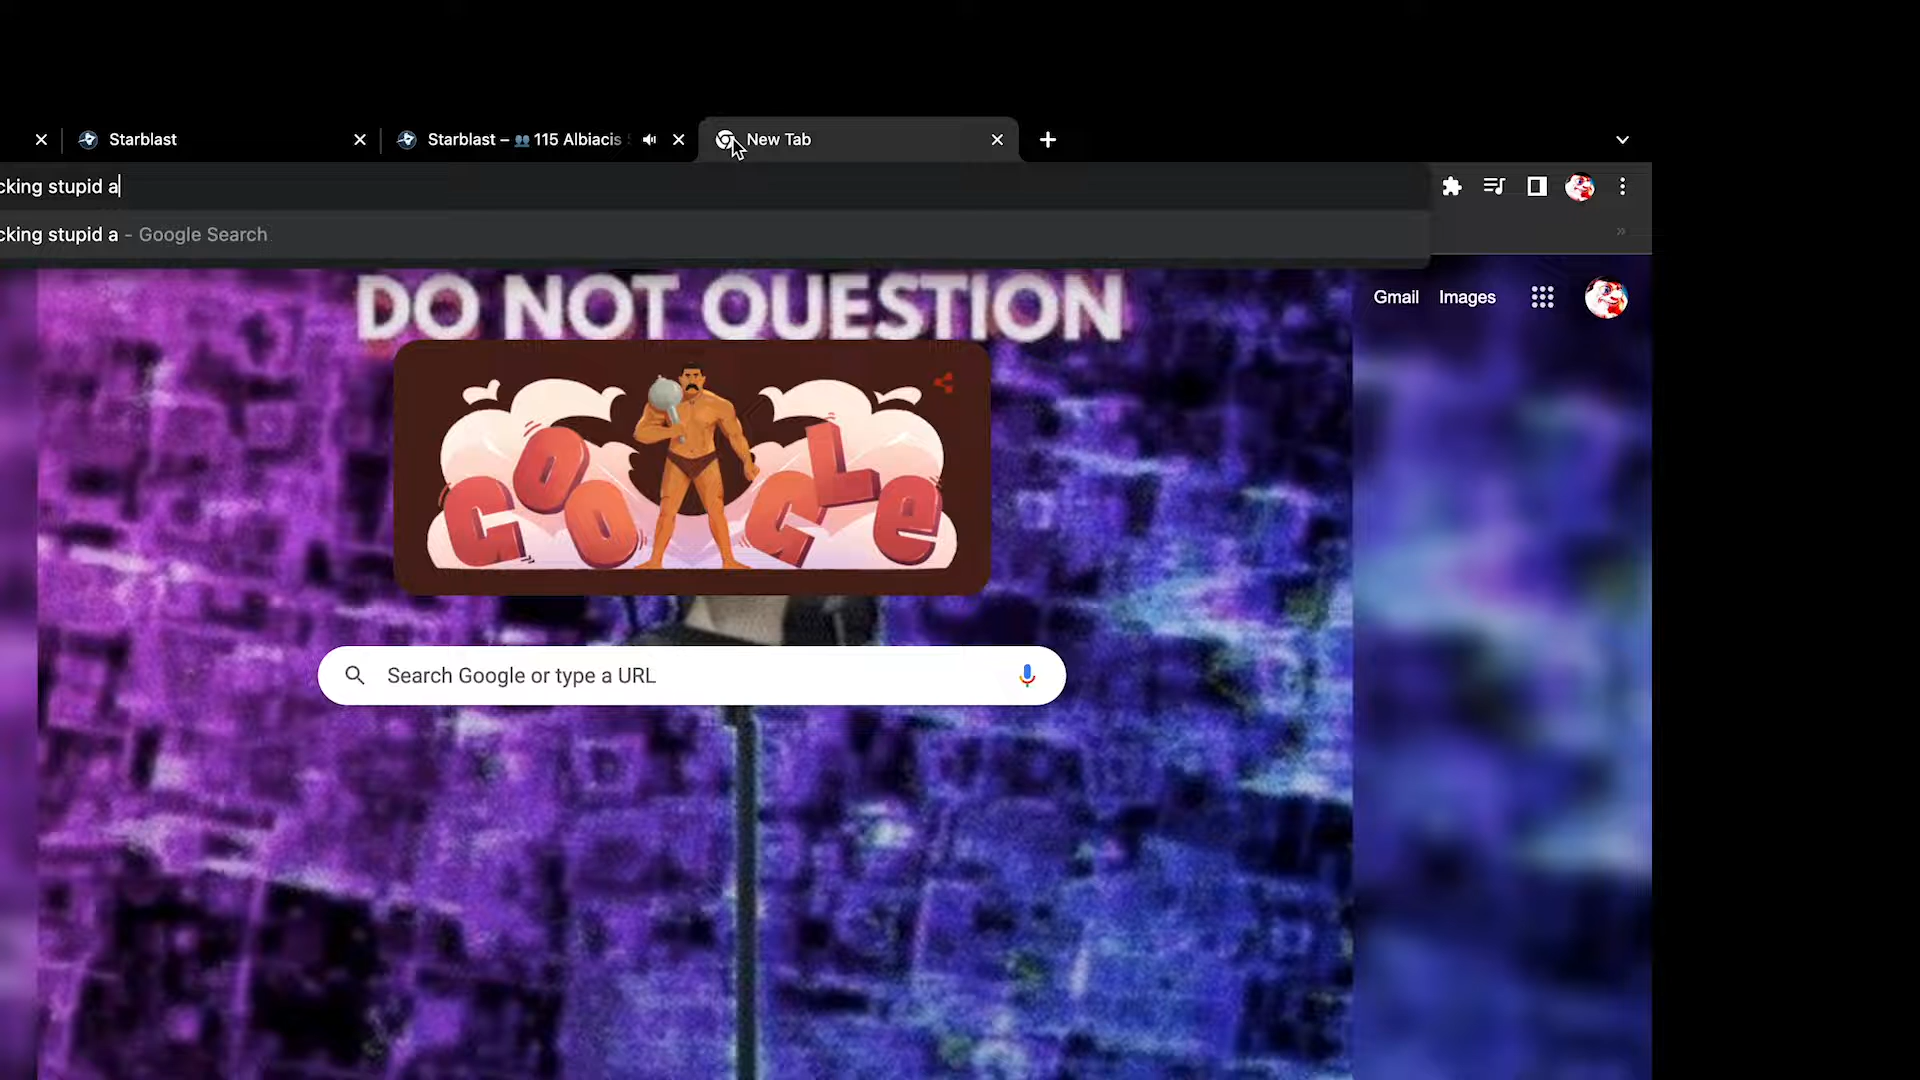 Starblast
Starblast – 👥 115 Albiacis
New Tab
cking stupid a
cking stupid a - Google Search
»
Gmail Images
DO NOT QUESTION
GOOGLE
Search Google or type a URL